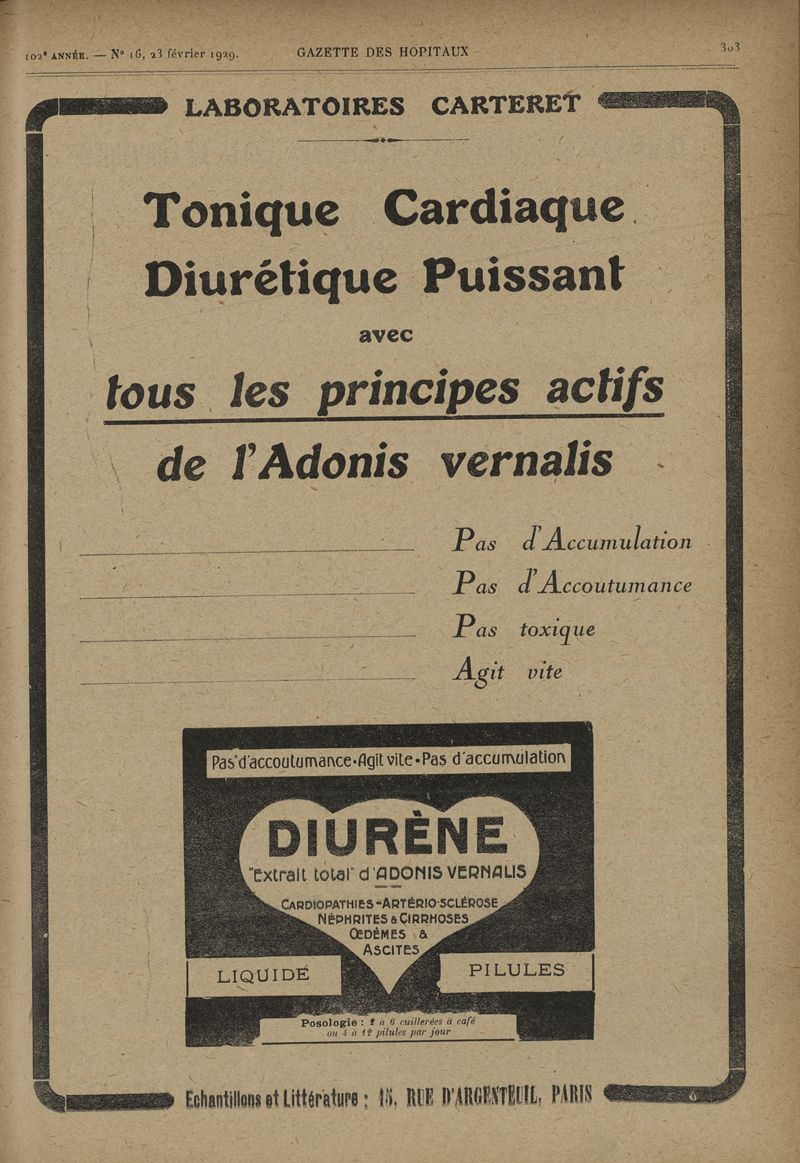 102e ANNÉE. — No 16, 23 février 1929. GAZETTE DES HOPITAUX 303
LABORATOIRES CARTERET
Tonique Cardiaque
Diurétique Puissant
avec
tous les principes actifs
de l'Adonis vernalis
Pas d'Accumulation
Pas d'Accoutumance
Pas toxique
Agit vite
Pas d'accoutumance-Agit vite-Pas d'accumulation
DIURÈNE
"Extrait total" d'ADONIS VERNALIS
CARDIOPATHIES-ARTÉRIO-SCLÉROSE
NÉPHRITES & CIRRHOSES
ŒDÈMES &
ASCITES
LIQUIDE PILULES
Posologie : 2 à 6 cuillerées à café
ou 4 à 12 pilules par jour
Echantillons et Littérature : 15, RUE D'ARGENTEUIL, PARIS